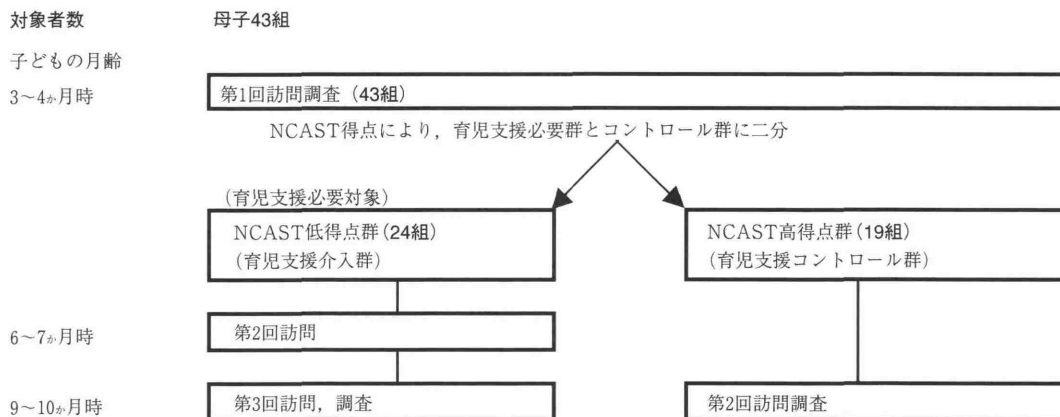 対象者数 母子43組
子どもの月齢
3〜4か月時 第1回訪問調査（43組）
NCAST得点により，育児支援必要群とコントロール群に二分
(育児支援必要対象)
NCAST低得点群(24組) NCAST高得点群(19組)
(育児支援介入群) (育児支援コントロール群)
6〜7か月時 第2回訪問
9〜10か月時 第3回訪問，調査 第2回訪問調査